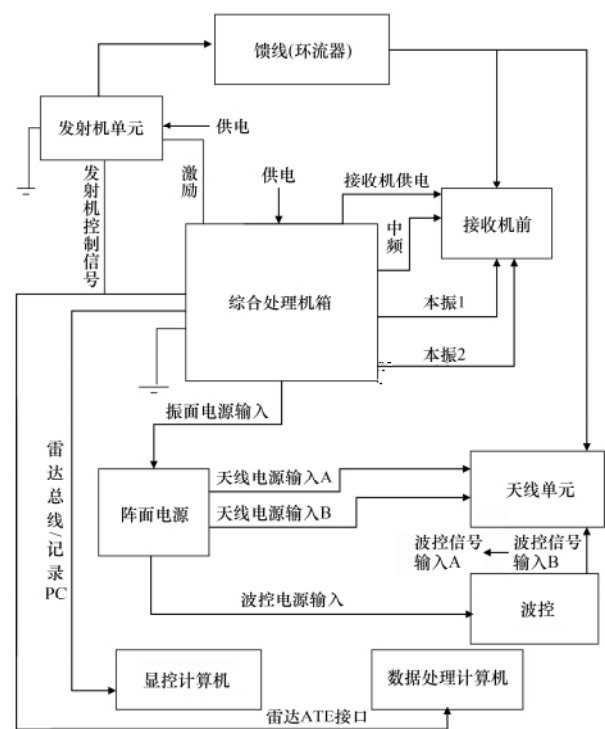 馈线(环流器)
发射机单元
供电
发射机控制信号
激励
供电
接收机供电
接收机前
中频
综合处理机箱
本振1
本振2
振面电源输入
雷达总线/记录PC
阵面电源
天线电源输入A
天线电源输入B
天线单元
波控信号
输入A
波控信号
输入B
波控电源输入
波控
显控计算机
数据处理计算机
雷达ATE接口